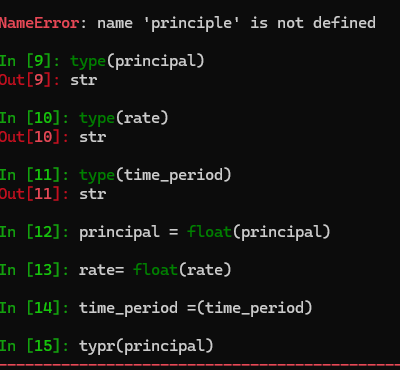 NameError: name 'principle' is not defined
In [9]: type(principal)
Out[9]: str
In [10]: type(rate)
Out[10]: str
In [11]: type(time_period)
Out[11]: str
In [12]: principal = float(principal)
In [13]: rate= float(rate)
In [14]: time_period =(time_period)
In [15]: typr(principal)